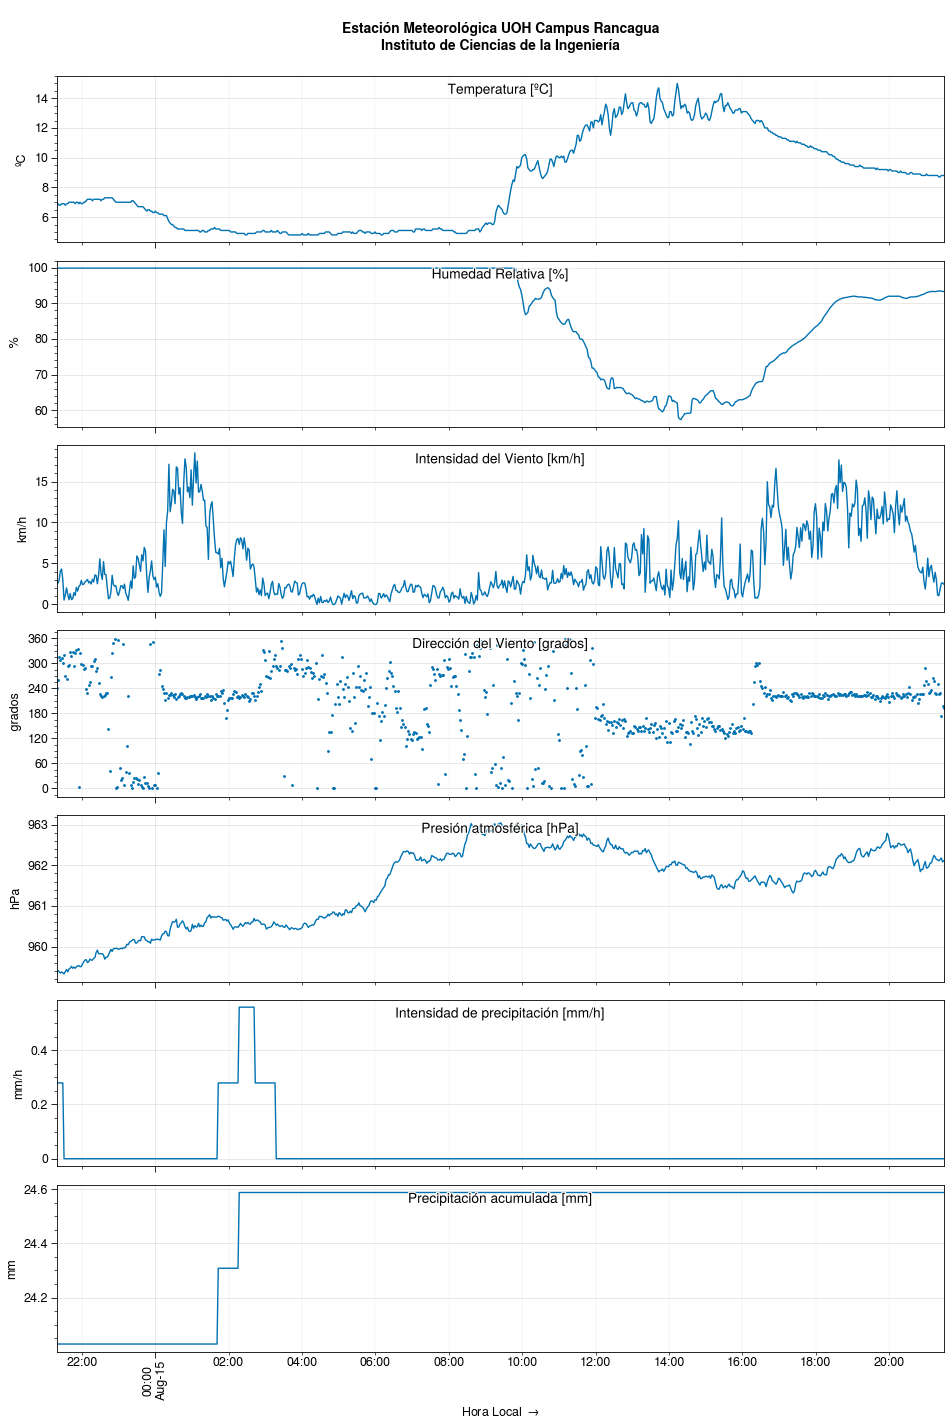 Estación Meteorológica UOH Campus Rancagua
Instituto de Ciencias de la Ingeniería
Temperatura [ºC]
14
12
10
8
6
ºC
Humedad Relativa [%]
100
90
80
70
60
%
Intensidad del Viento [km/h]
15
10
5
0
km/h
Dirección del Viento [grados]
360
300
240
180
120
60
0
grados
Presión atmosférica [hPa]
963
962
961
960
hPa
Intensidad de precipitación [mm/h]
0.4
0.2
0
mm/h
Precipitación acumulada [mm]
24.6
24.4
24.2
mm
22:00
00:00
Aug-15
02:00
04:00
06:00
08:00
10:00
12:00
14:00
16:00
18:00
20:00
Hora Local →